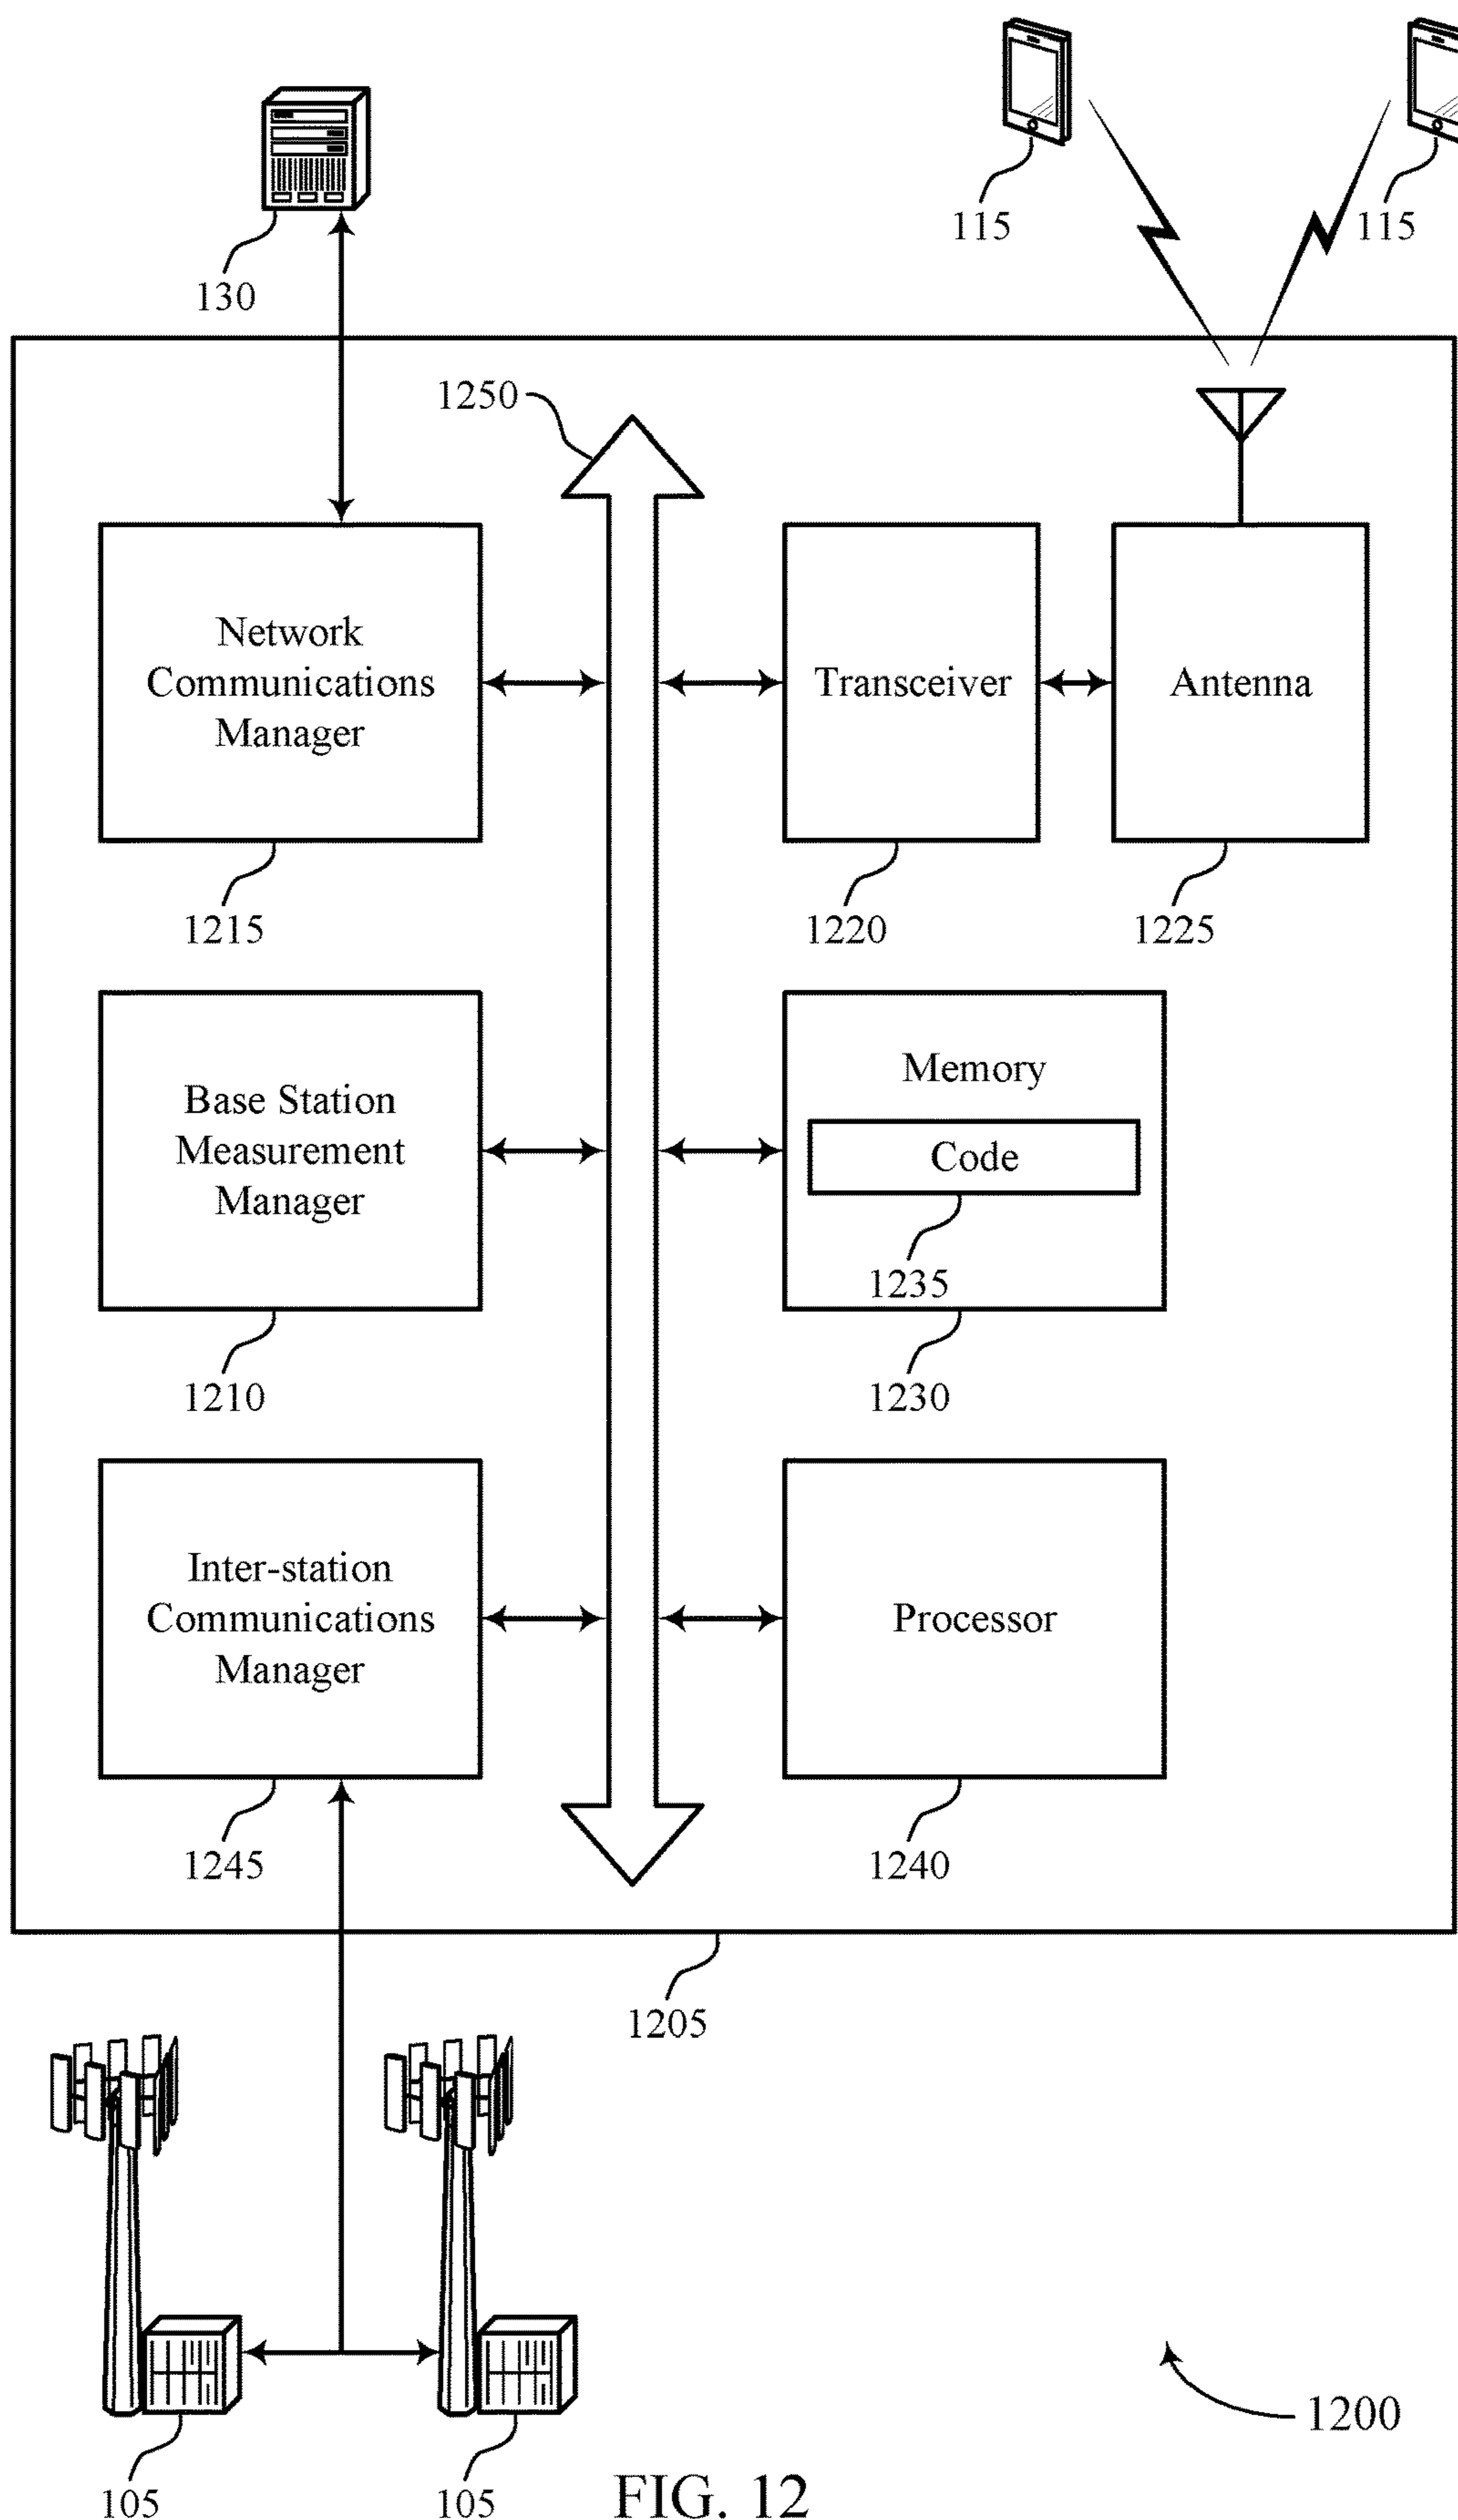 115
115
130
1250
Network
Communications
Manager
Transceiver
Antenna
1215
1220
1225
Base Station
Measurement
Manager
Memory
Code
1235
1210
1230
Inter-station
Communications
Manager
Processor
1245
1240
1205
1200
105
105
FIG. 12